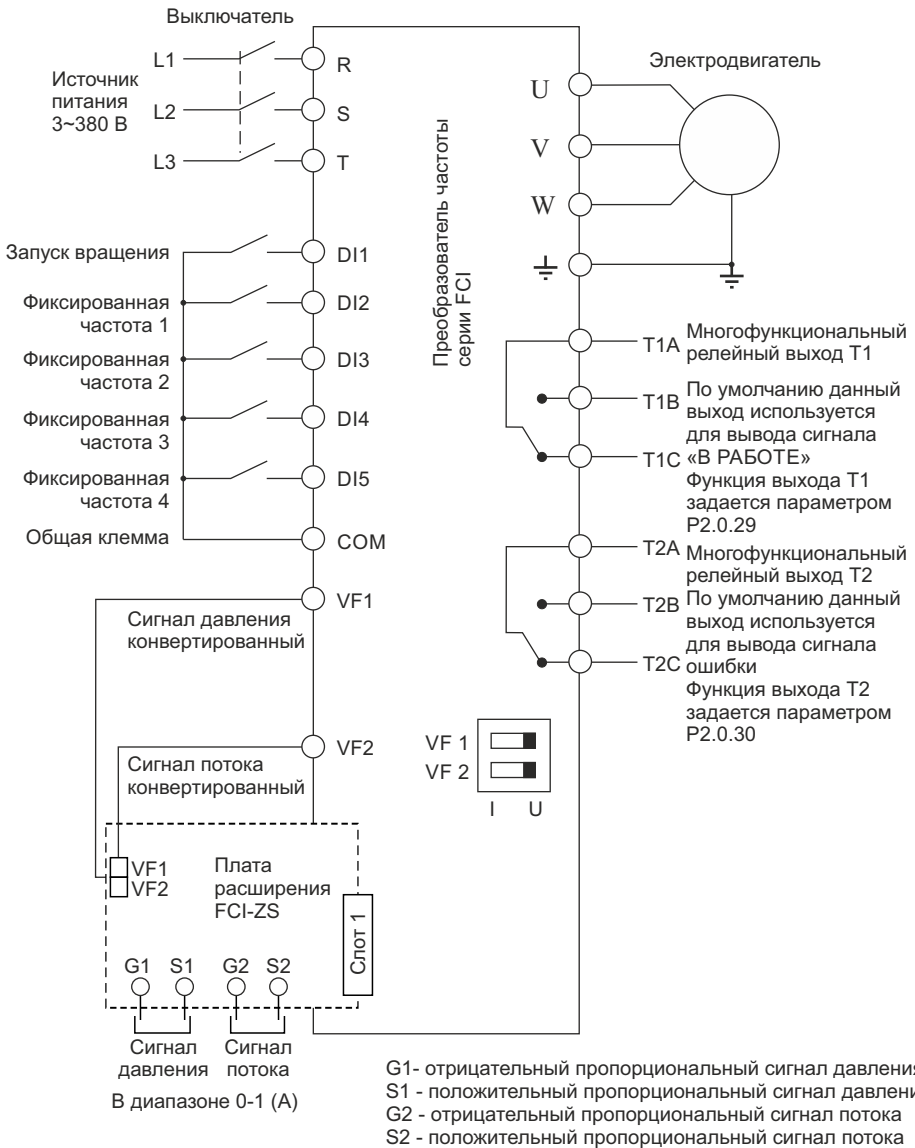 Выключатель
L1
R
Источник
питания
3~380 В
L2
S
L3
T
Преобразователь частоты
серии FCI
Электродвигатель
U
V
W
Запуск вращения
DI1
Фиксированная
частота 1
DI2
Фиксированная
частота 2
DI3
Фиксированная
частота 3
DI4
Фиксированная
частота 4
DI5
Общая клемма
COM
T1A
Многофункциональный
релейный выход T1
T1B
По умолчанию данный
выход используется
для вывода сигнала
T1C
«В РАБОТЕ»
Функция выхода T1
задается параметром
P2.0.29
T2A
Многофункциональный
релейный выход T2
T2B
По умолчанию данный
выход используется
для вывода сигнала
T2C
ошибки
Функция выхода T2
задается параметром
P2.0.30
VF1
Сигнал давления
конвертированный
VF2
Сигнал потока
конвертированный
VF 1
VF 2
I U
VF1
VF2
Плата
расширения
FCI-ZS
Слот 1
G1 S1 G2 S2
Сигнал
давления
Сигнал
потока
В диапазоне 0-1 (А)
G1- отрицательный пропорциональный сигнал давления
S1 - положительный пропорциональный сигнал давлени
G2 - отрицательный пропорциональный сигнал потока
S2 - положительный пропорциональный сигнал потока